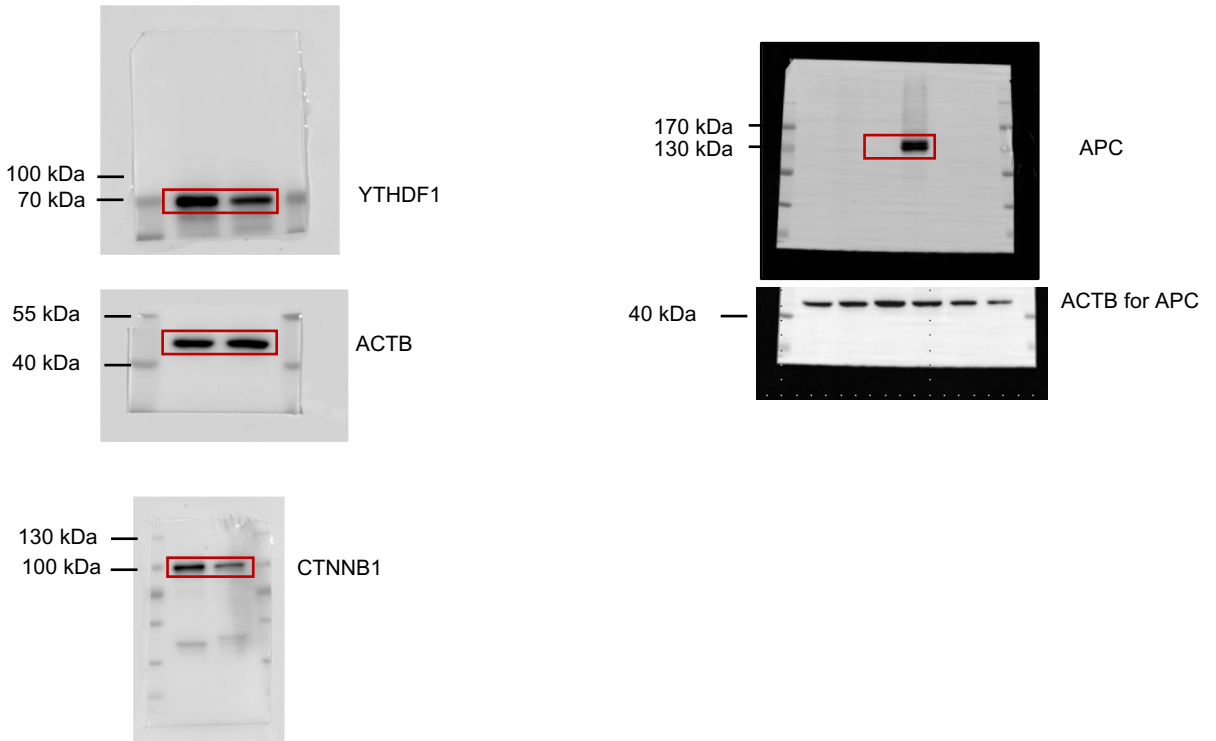 100 kDa
70 kDa
YTHDF1
55 kDa
ACTB
40 kDa
130 kDa
100 kDa
CTNNB1
170 kDa
130 kDa
APC
ACTB for APC
40 kDa